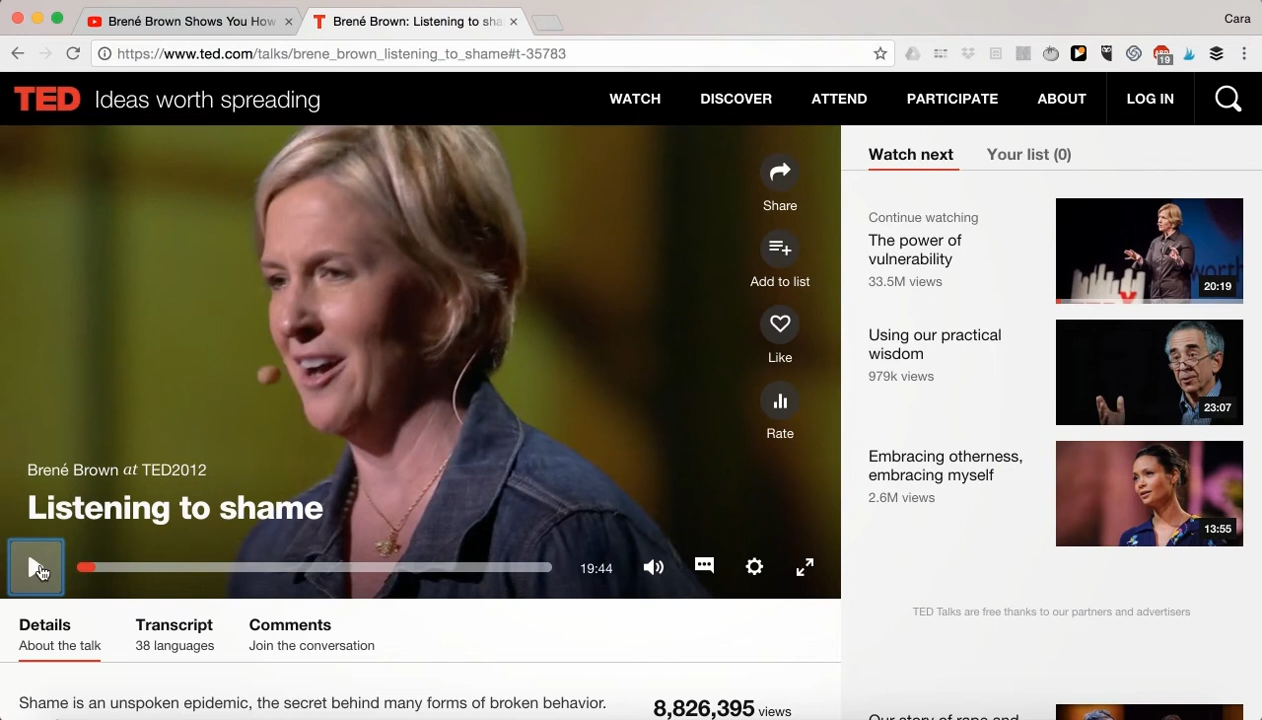 Brené Brown Shows You How
Brené Brown: Listening to sha
Cara
https://www.ted.com/talks/brene_brown_listening_to_shame#t-35783
19
TED Ideas worth spreading
WATCH DISCOVER ATTEND PARTICIPATE ABOUT LOG IN
Share
Add to list
Like
Rate
Brené Brown at TED2012
Listening to shame
19:44
Watch next Your list (0)
Continue watching
The power of
vulnerability
33.5M views
20:19
Using our practical
wisdom
979k views
23:07
Embracing otherness,
embracing myself
2.6M views
13:55
TED Talks are free thanks to our partners and advertisers
Details Transcript Comments
About the talk 38 languages Join the conversation
Shame is an unspoken epidemic, the secret behind many forms of broken behavior.
8,826,395 views
Our story of rape and